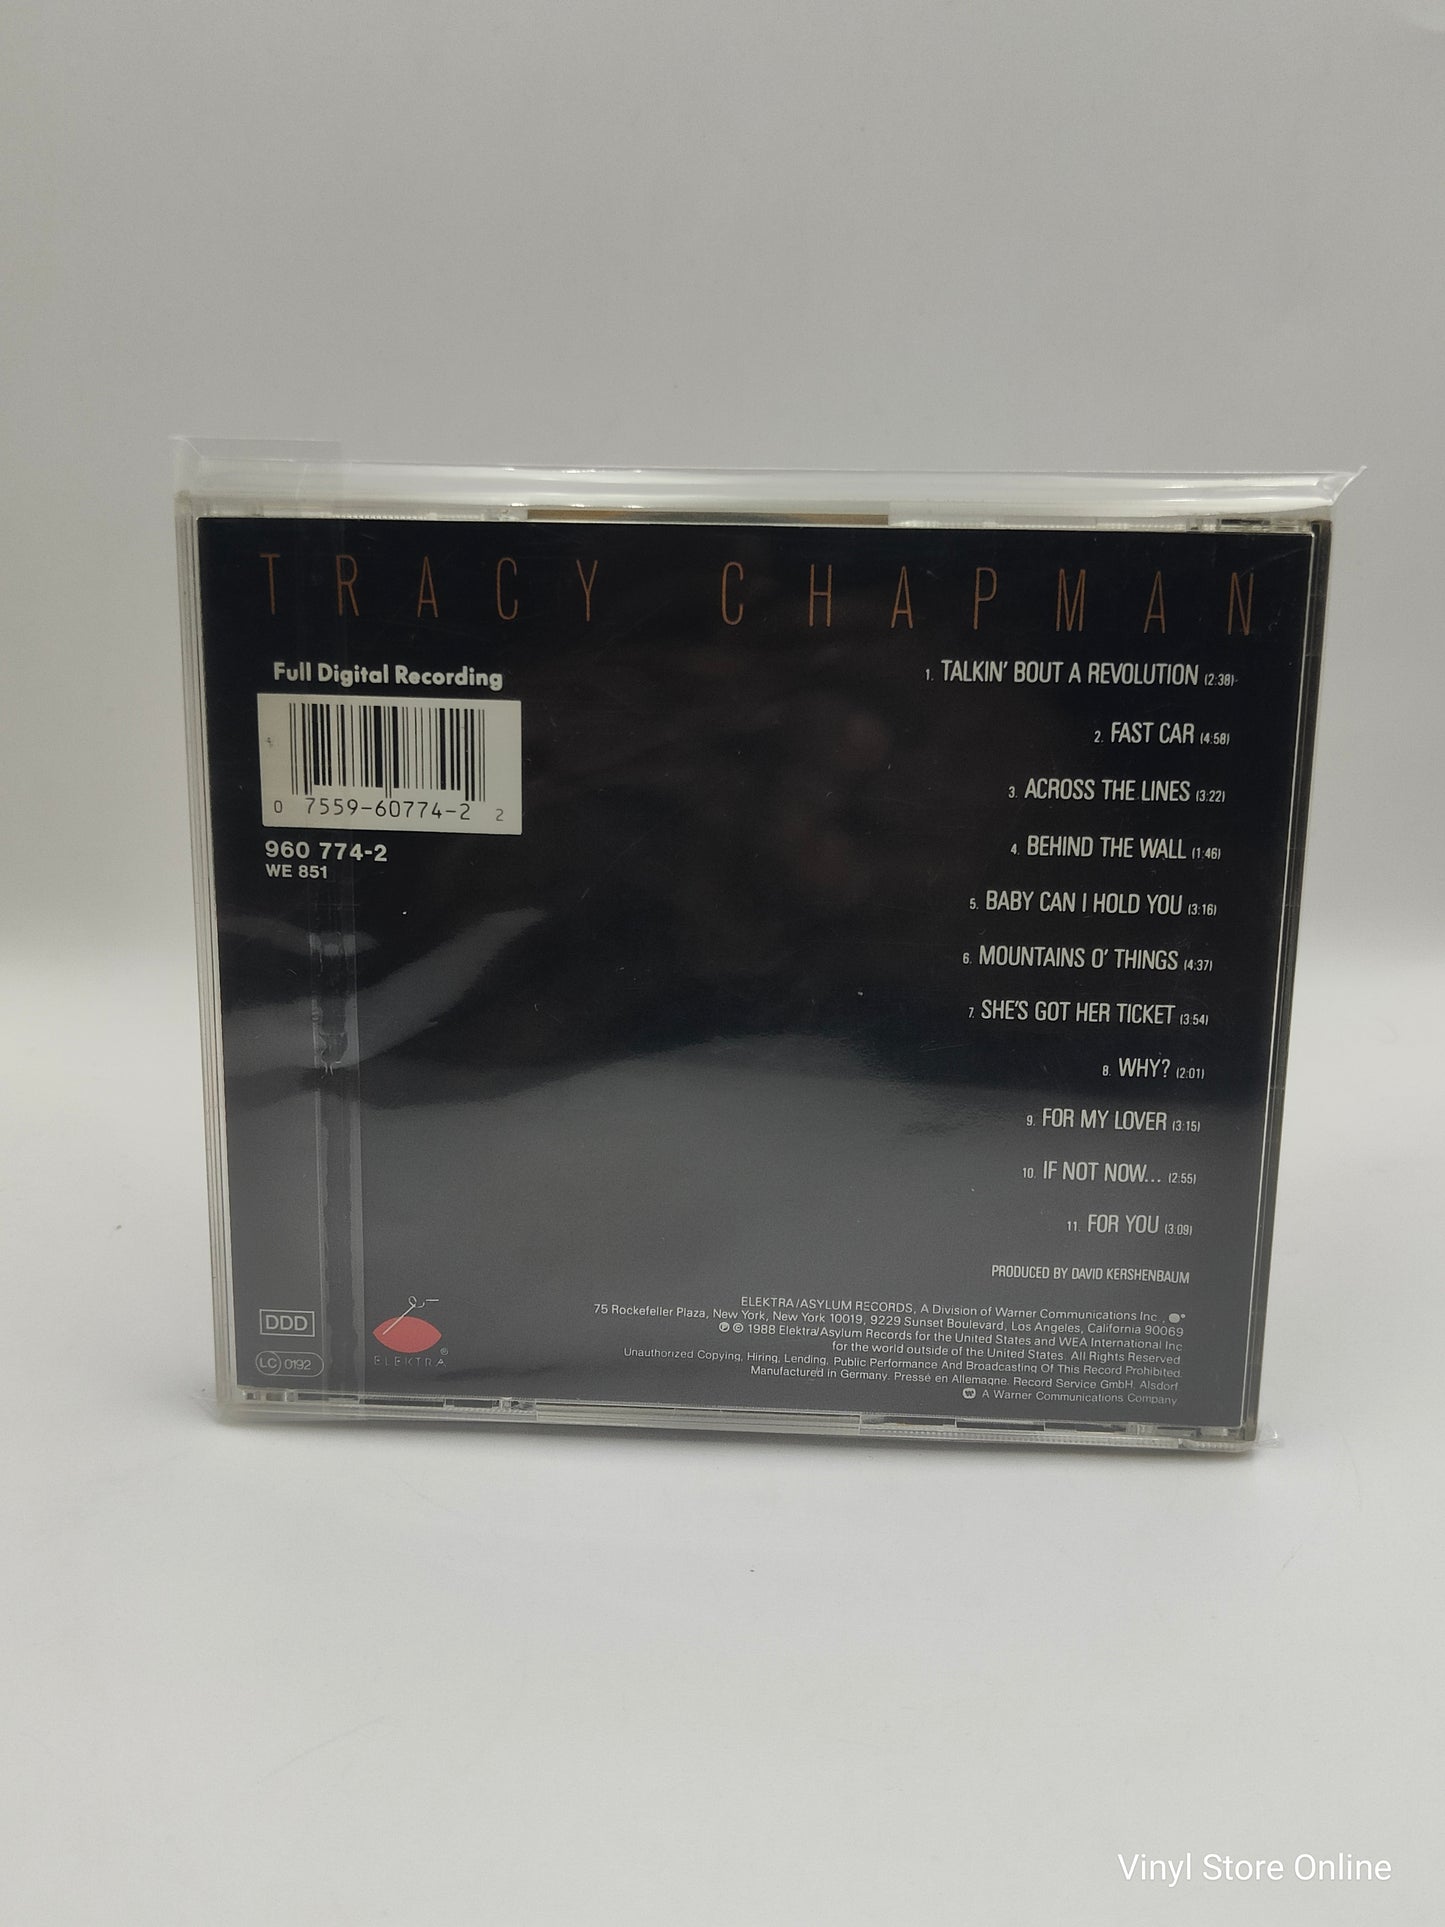 TRACY CHAPMAN
Full Digital Recording
0 7559-60774-2 2
960 774-2
WE 851
1. TALKIN' BOUT A REVOLUTION (2:38)
2. FAST CAR (4:58)
3. ACROSS THE LINES (3:22)
4. BEHIND THE WALL (1:46)
5. BABY CAN I HOLD YOU (3:16)
6. MOUNTAINS O' THINGS (4:37)
7. SHE'S GOT HER TICKET (3:54)
8. WHY? (2:01)
9. FOR MY LOVER (3:15)
10. IF NOT NOW... (2:55)
11. FOR YOU (3:09)
PRODUCED BY DAVID KERSHENBAUM
ELEKTRA/ASYLUM RECORDS, A Division of Warner Communications Inc.,
75 Rockefeller Plaza, New York, New York 10019, 9229 Sunset Boulevard, Los Angeles, California 90069
℗ © 1988 Elektra/Asylum Records for the United States and WEA International Inc
for the world outside of the United States. All Rights Reserved
Unauthorized Copying, Hiring, Lending, Public Performance And Broadcasting Of This Record Prohibited.
Manufactured in Germany. Pressé en Allemagne. Record Service GmbH, Alsdorf
A Warner Communications Company
DDD
LC 0192
ELEKTRA ®
Vinyl Store Online